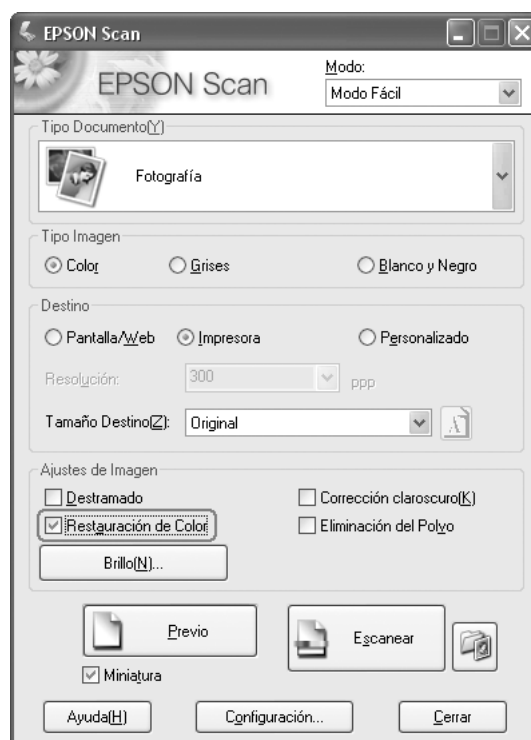 EPSON Scan
EPSON Scan
Modo:
Modo Fácil
Tipo Documento(Y)
Fotografía
Tipo Imagen
Color
Grises
Blanco y Negro
Destino
Pantalla/Web
Impresora
Personalizado
Resolución:
300
ppp
Tamaño Destino(Z):
Original
Ajustes de Imagen
Destramado
Corrección claroscuro(K)
Restauración de Color
Eliminación del Polvo
Brillo(N)...
Previo
Escanear
Miniatura
Ayuda(H)
Configuración...
Cerrar